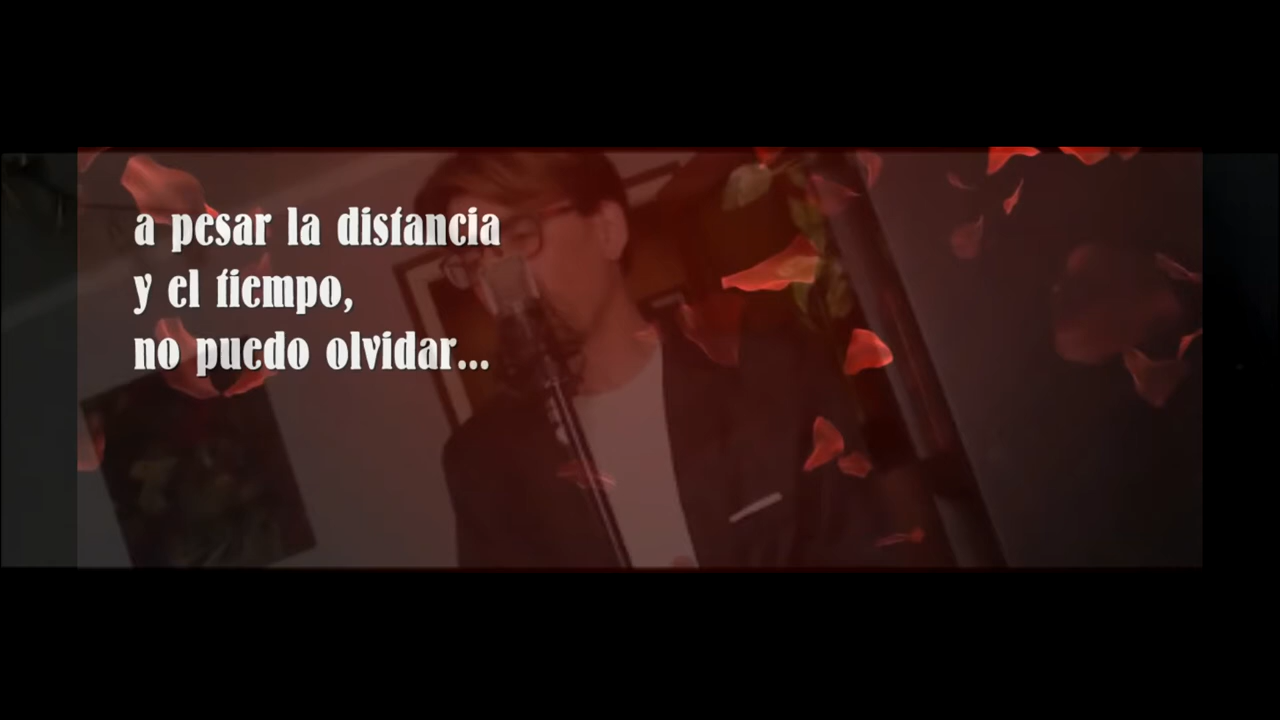 a pesar la distancia
y el tiempo,
no puedo olvidar...